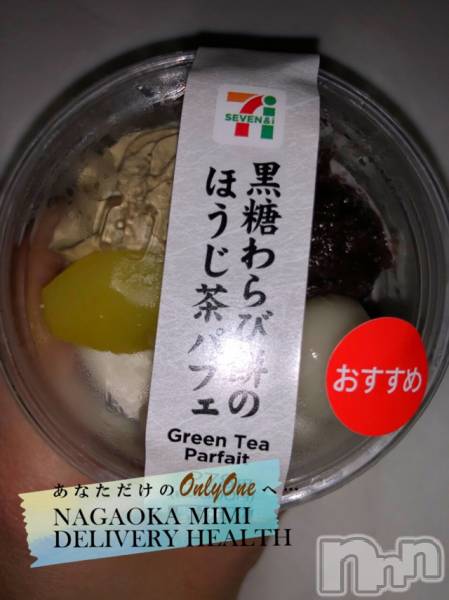 SEVEN&i
黒糖わらび餅の
ほうじ茶パフェ
おすすめ
Green Tea
Parfait
あなただけのOnlyOneへ…
NAGAOKA MIMI
DELIVERY HEALTH
nnn